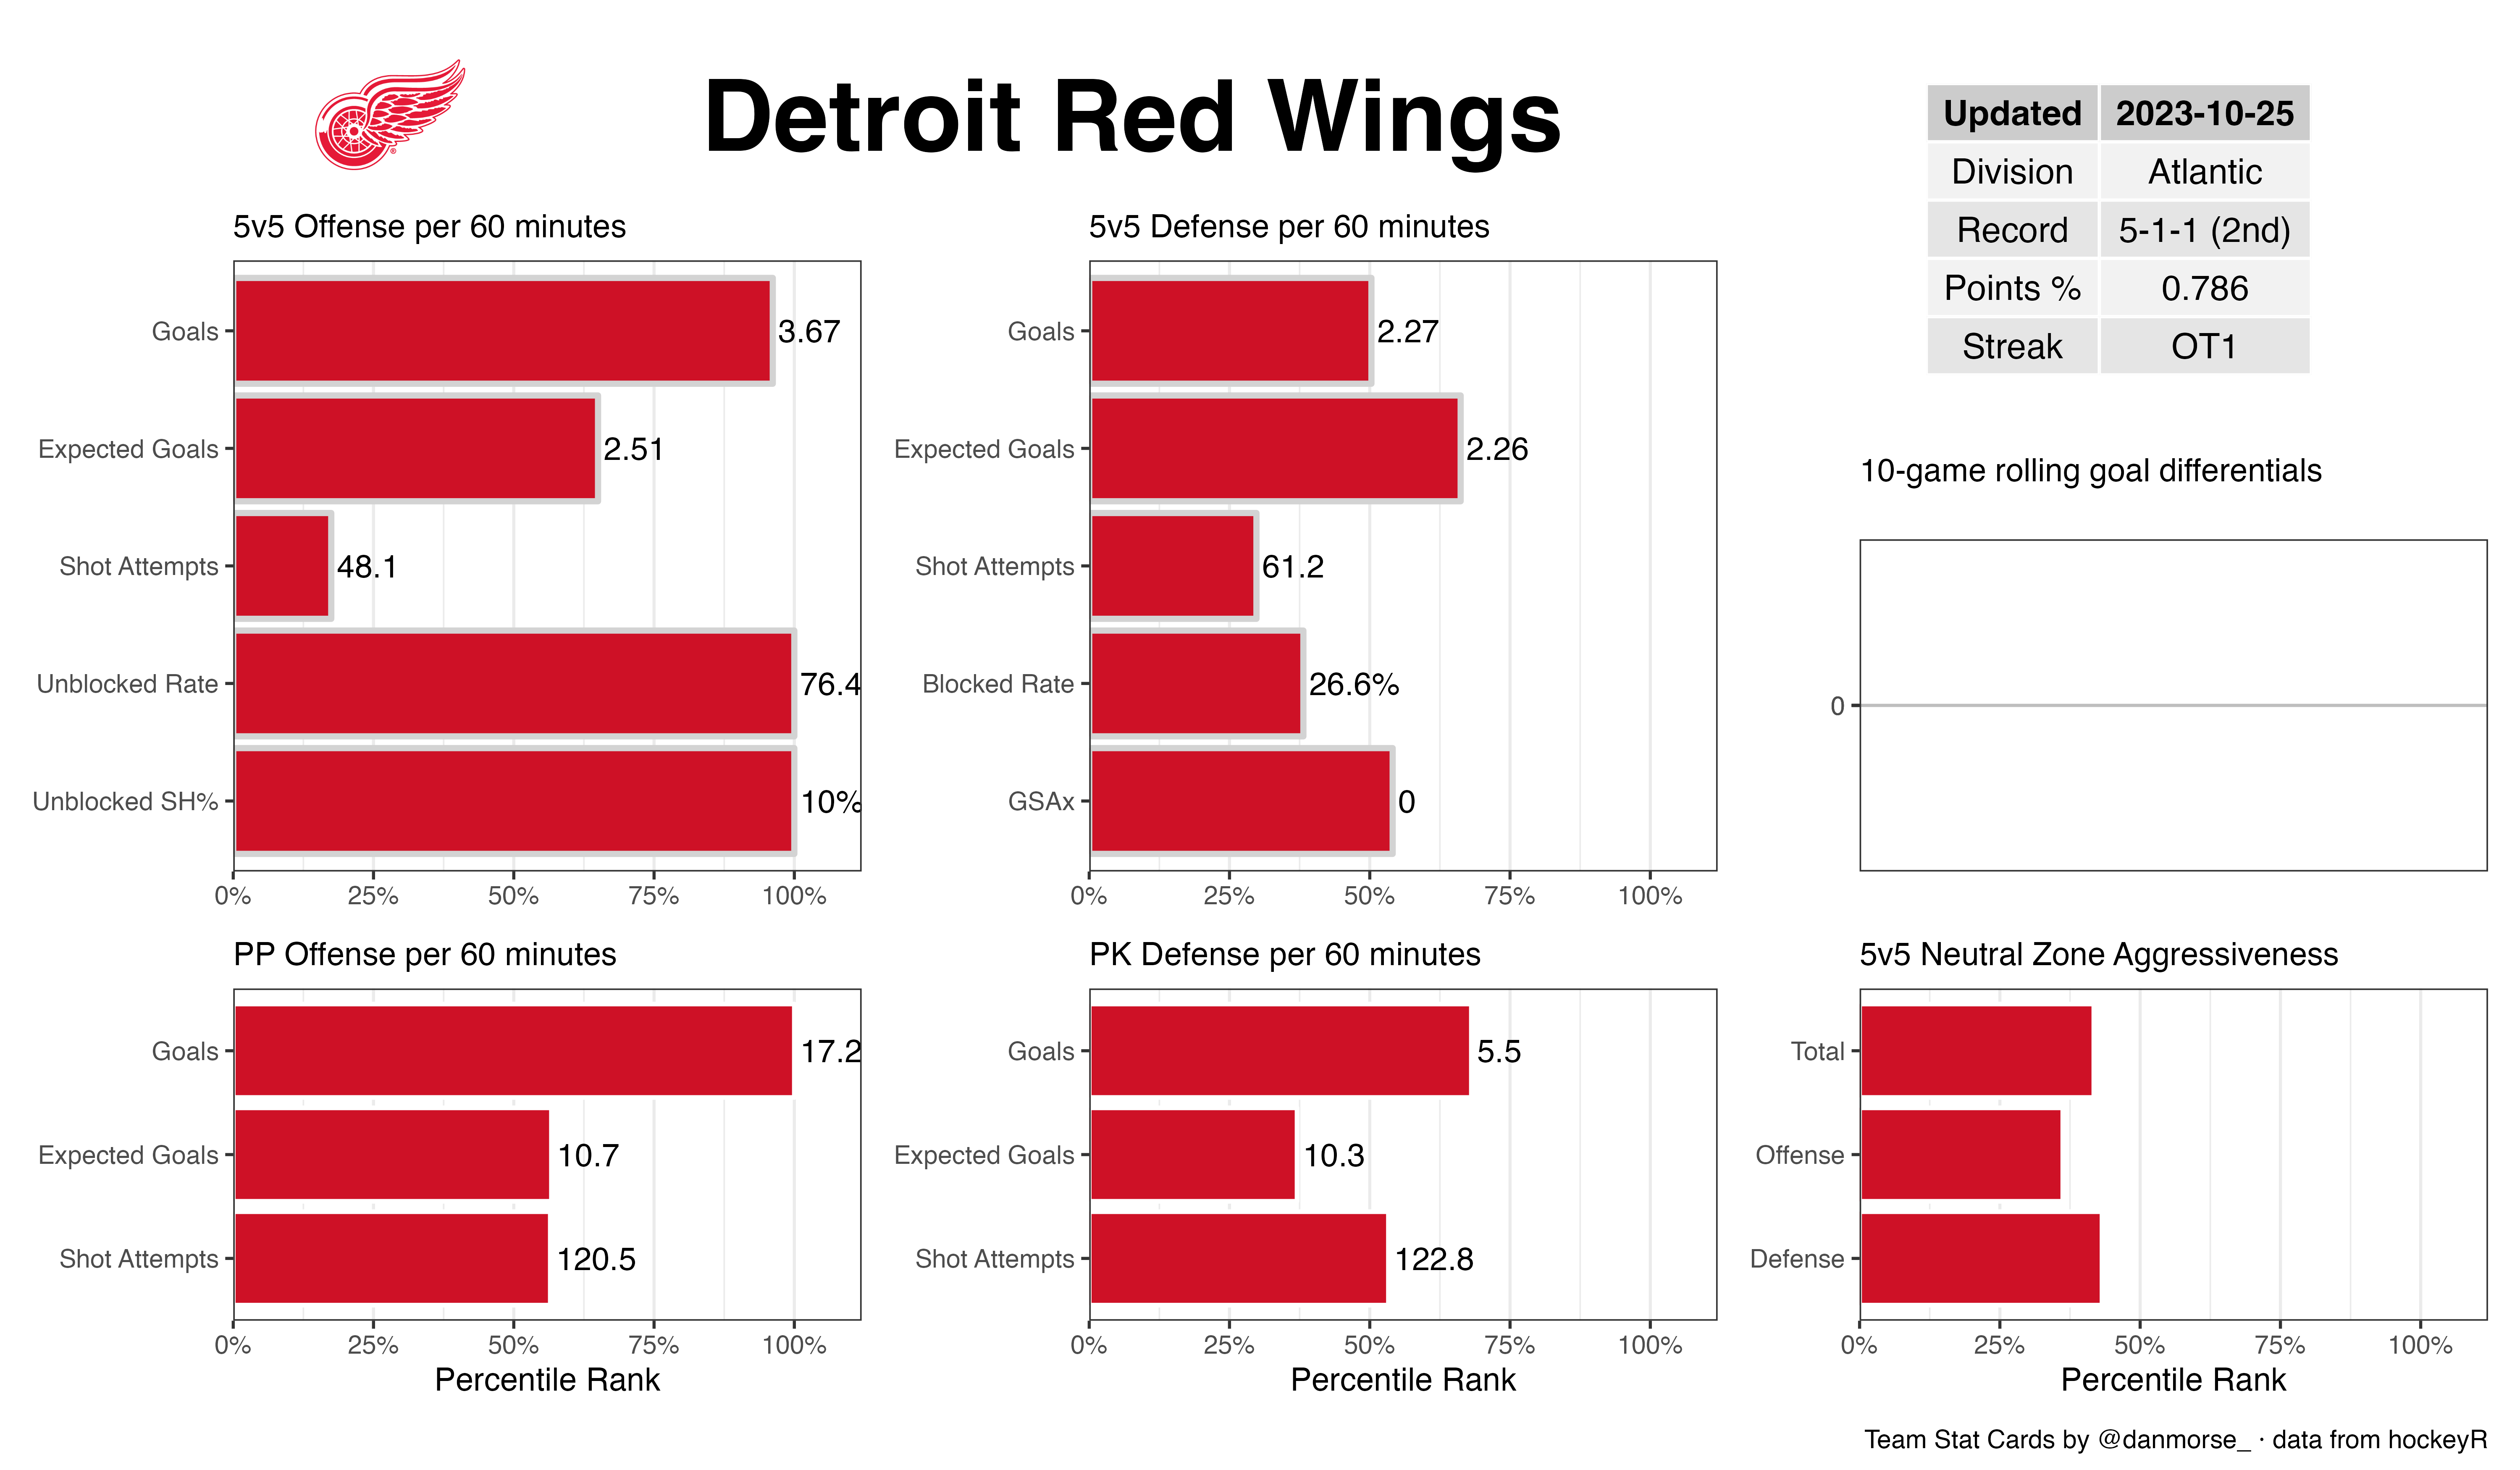 Detroit Red Wings
Updated 2023-10-25
Division Atlantic
Record 5-1-1 (2nd)
Points % 0.786
Streak OT1
5v5 Offense per 60 minutes
Goals 3.67
Expected Goals 2.51
Shot Attempts 48.1
Unblocked Rate 76.4
Unblocked SH% 10%
0% 25% 50% 75% 100%
5v5 Defense per 60 minutes
Goals 2.27
Expected Goals 2.26
Shot Attempts 61.2
Blocked Rate 26.6%
GSAx 0
0% 25% 50% 75% 100%
10-game rolling goal differentials
0
PP Offense per 60 minutes
Goals 17.2
Expected Goals 10.7
Shot Attempts 120.5
0% 25% 50% 75% 100%
Percentile Rank
PK Defense per 60 minutes
Goals 5.5
Expected Goals 10.3
Shot Attempts 122.8
0% 25% 50% 75% 100%
Percentile Rank
5v5 Neutral Zone Aggressiveness
Total
Offense
Defense
0% 25% 50% 75% 100%
Percentile Rank
Team Stat Cards by @danmorse_ · data from hockeyR